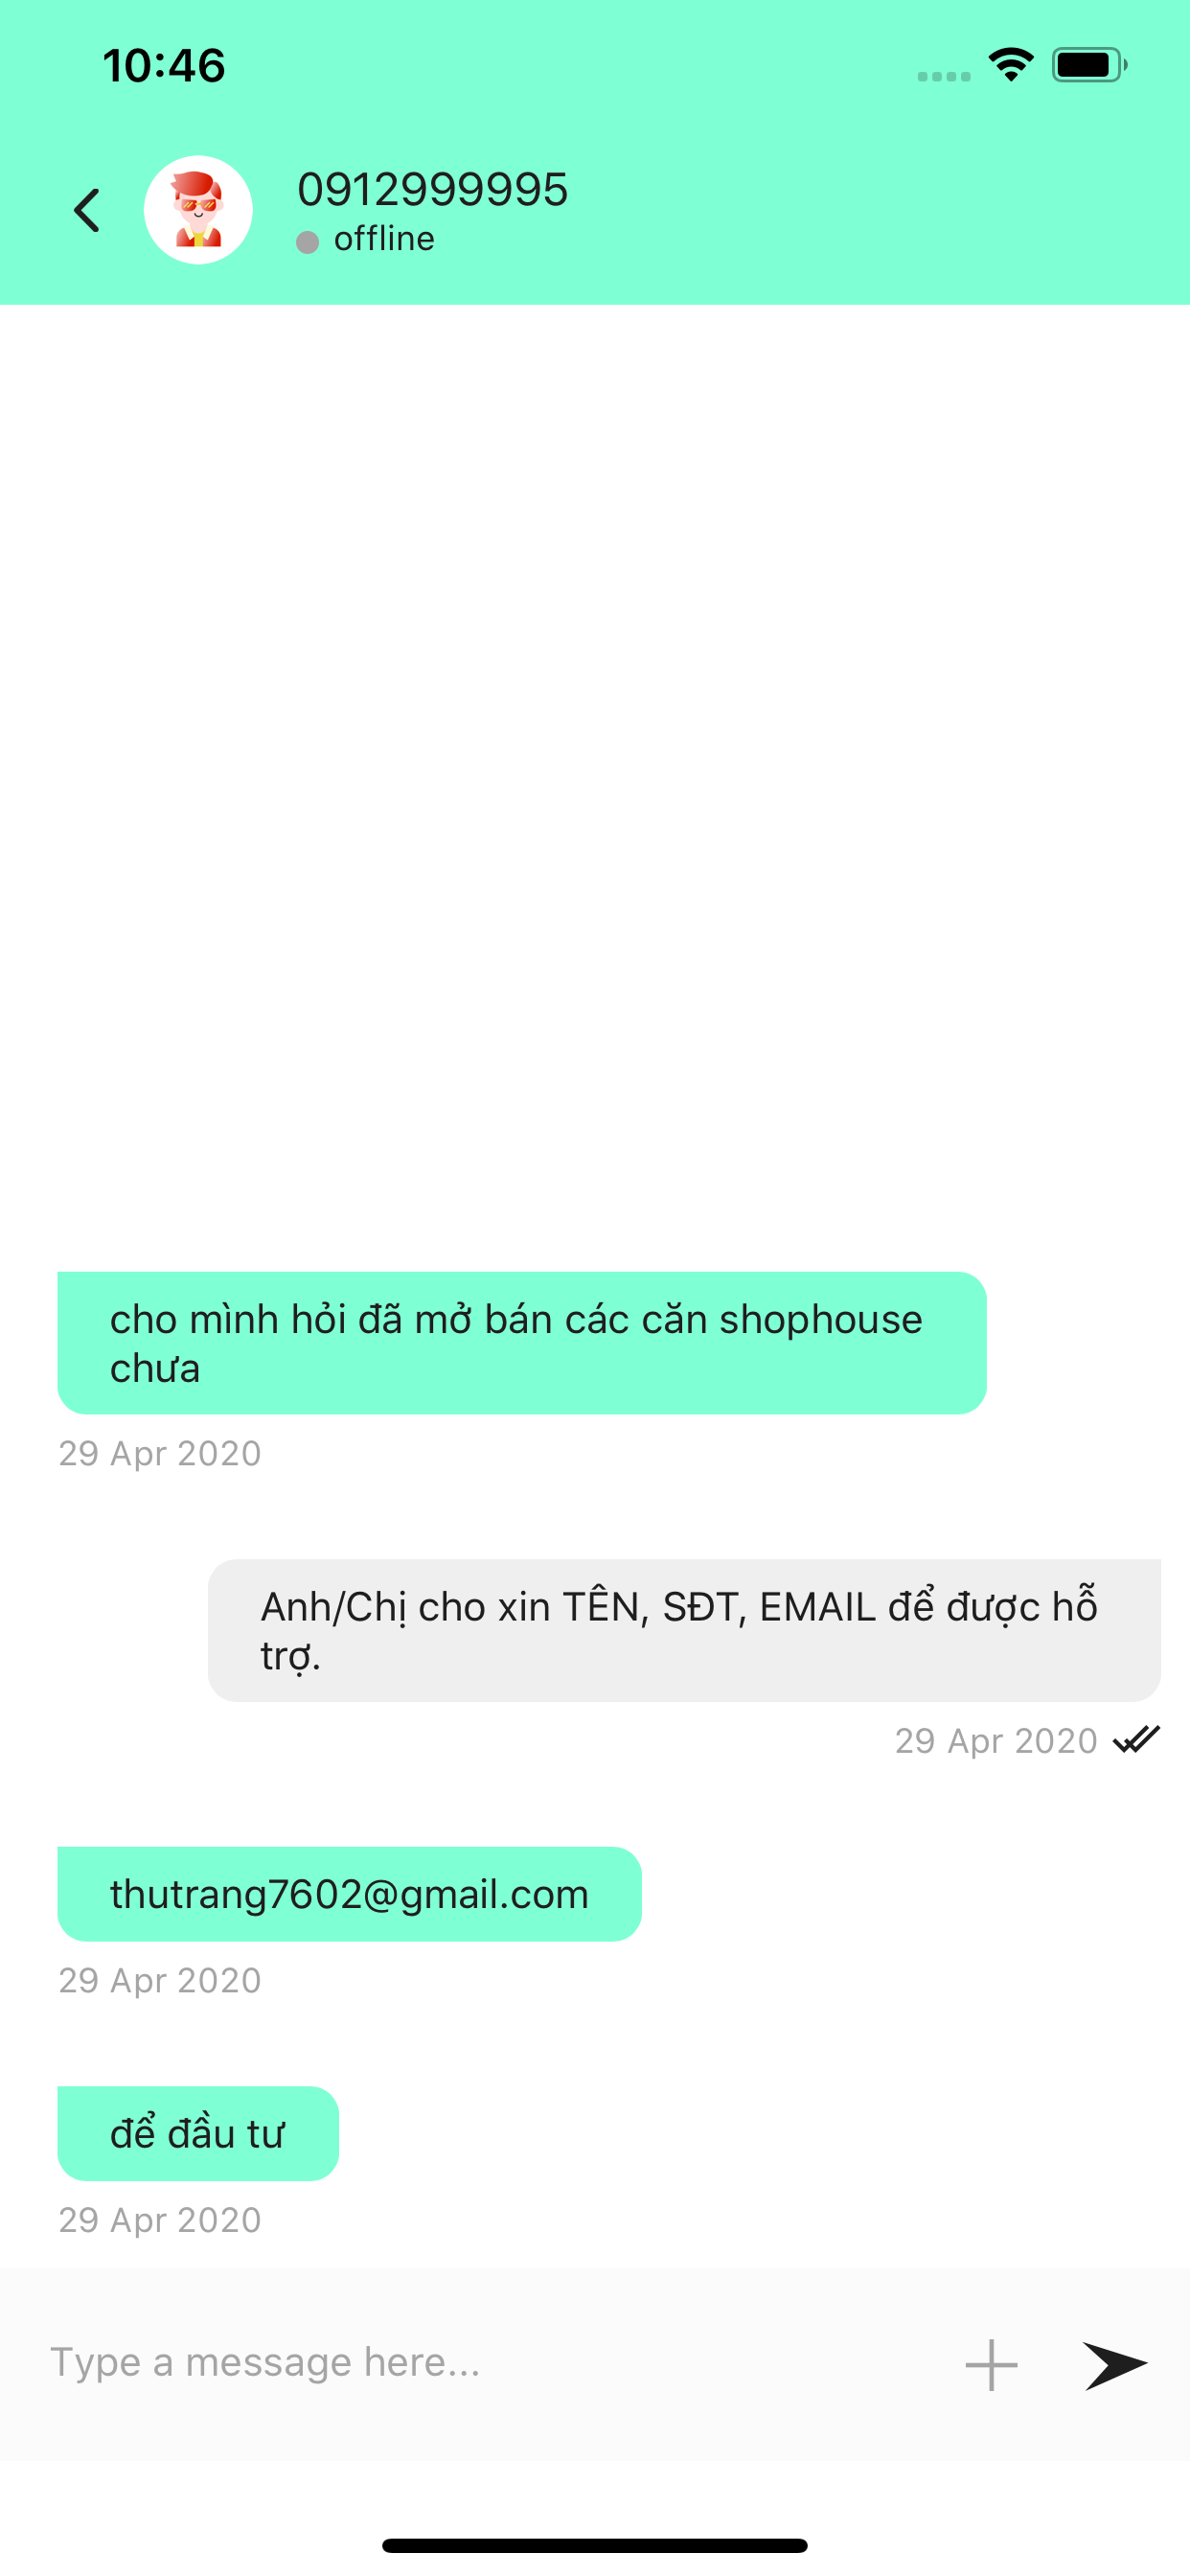 10:46
0912999995
offline
cho mình hỏi đã mở bán các căn shophouse
chưa
29 Apr 2020
Anh/Chị cho xin TÊN, SĐT, EMAIL để được hỗ
trợ.
29 Apr 2020
thutrang7602@gmail.com
29 Apr 2020
để đầu tư
29 Apr 2020
Type a message here...